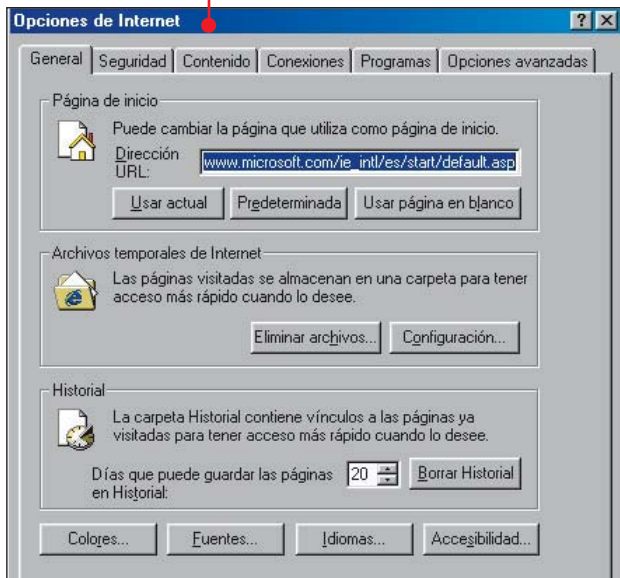 Opciones de Internet
General Seguridad Contenido Conexiones Programas Opciones avanzadas
Página de inicio
Puede cambiar la página que utiliza como página de inicio.
Dirección
URL: www.microsoft.com/ie_intl/es/start/default.asp
Usar actual Predeterminada Usar página en blanco
Archivos temporales de Internet
Las páginas visitadas se almacenan en una carpeta para tener
acceso más rápido cuando lo desee.
Eliminar archivos... Configuración...
Historial
La carpeta Historial contiene vínculos a las páginas ya
visitadas para tener acceso más rápido cuando lo desee.
Días que puede guardar las páginas 20 Borrar Historial
en Historial:
Colores... Fuentes... Idiomas... Accesibilidad...